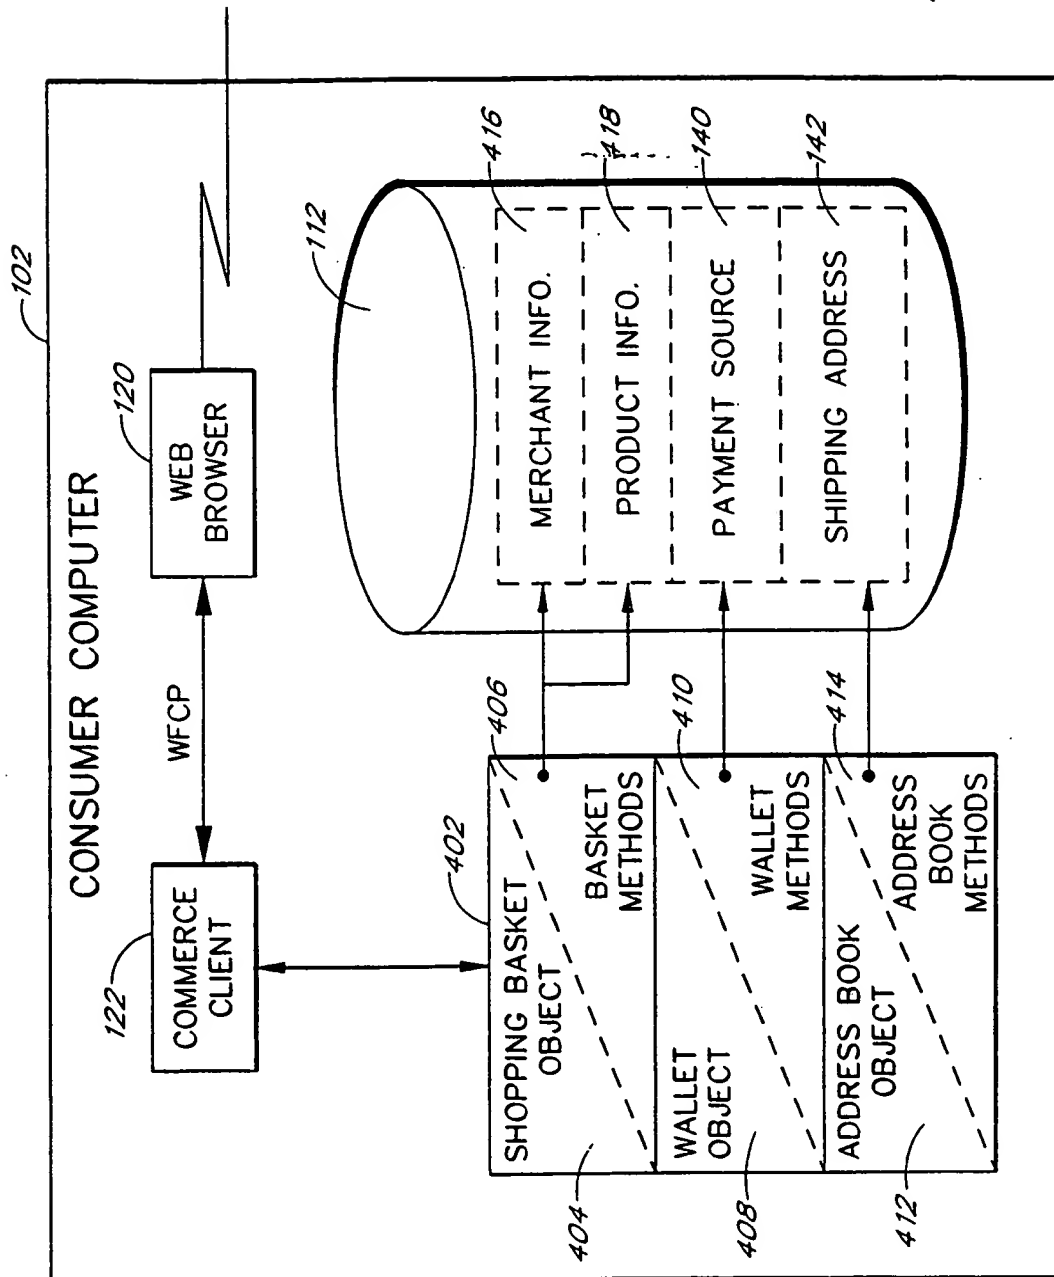 CONSUMER COMPUTER
102
122
COMMERCE
CLIENT
WFCP
120
WEB
BROWSER
402
404
SHOPPING BASKET
OBJECT
406
BASKET
METHODS
408
WALLET
OBJECT
410
WALLET
METHODS
412
ADDRESS BOOK
OBJECT
414
ADDRESS
BOOK
METHODS
112
MERCHANT INFO.
416
PRODUCT INFO.
418
PAYMENT SOURCE
140
SHIPPING ADDRESS
142